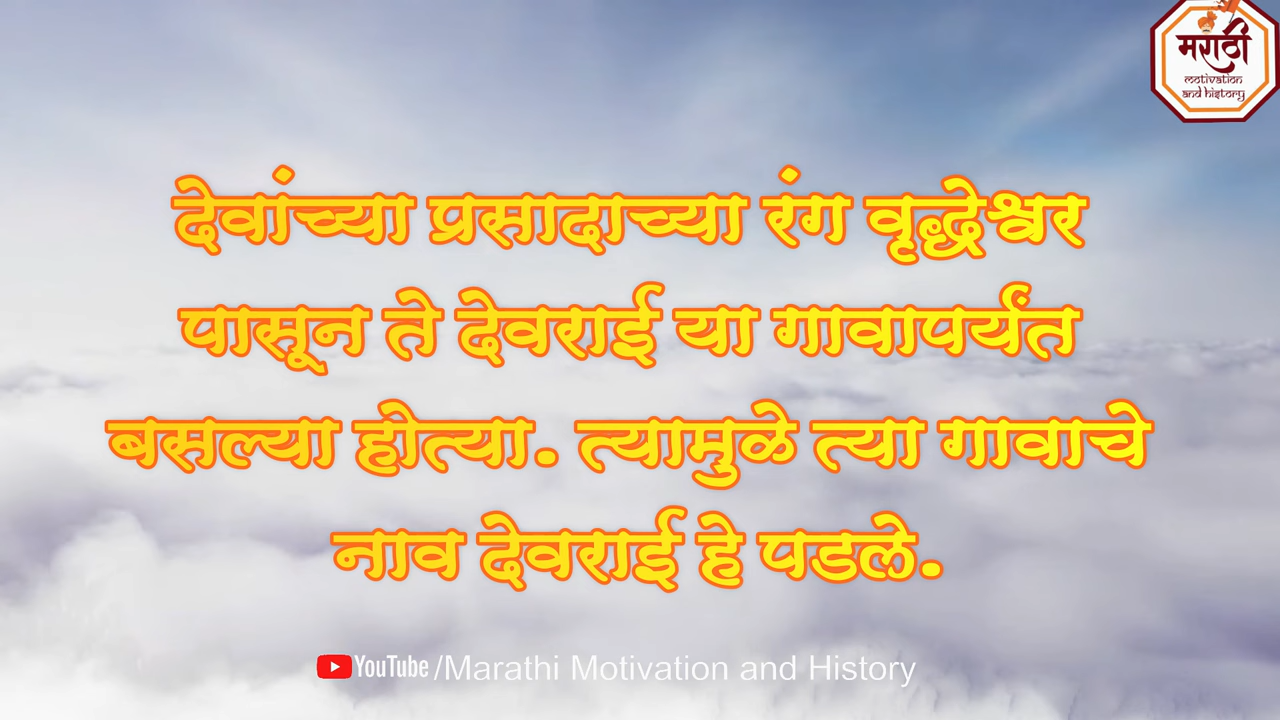 मराठी
motivation
and history
देवांच्या प्रसादाच्या रंग वृद्धेश्वर
पासून ते देवराई या गावापर्यंत
बसल्या होत्या. त्यामुळे त्या गावाचे
नाव देवराई हे पडले.
YouTube /Marathi Motivation and History